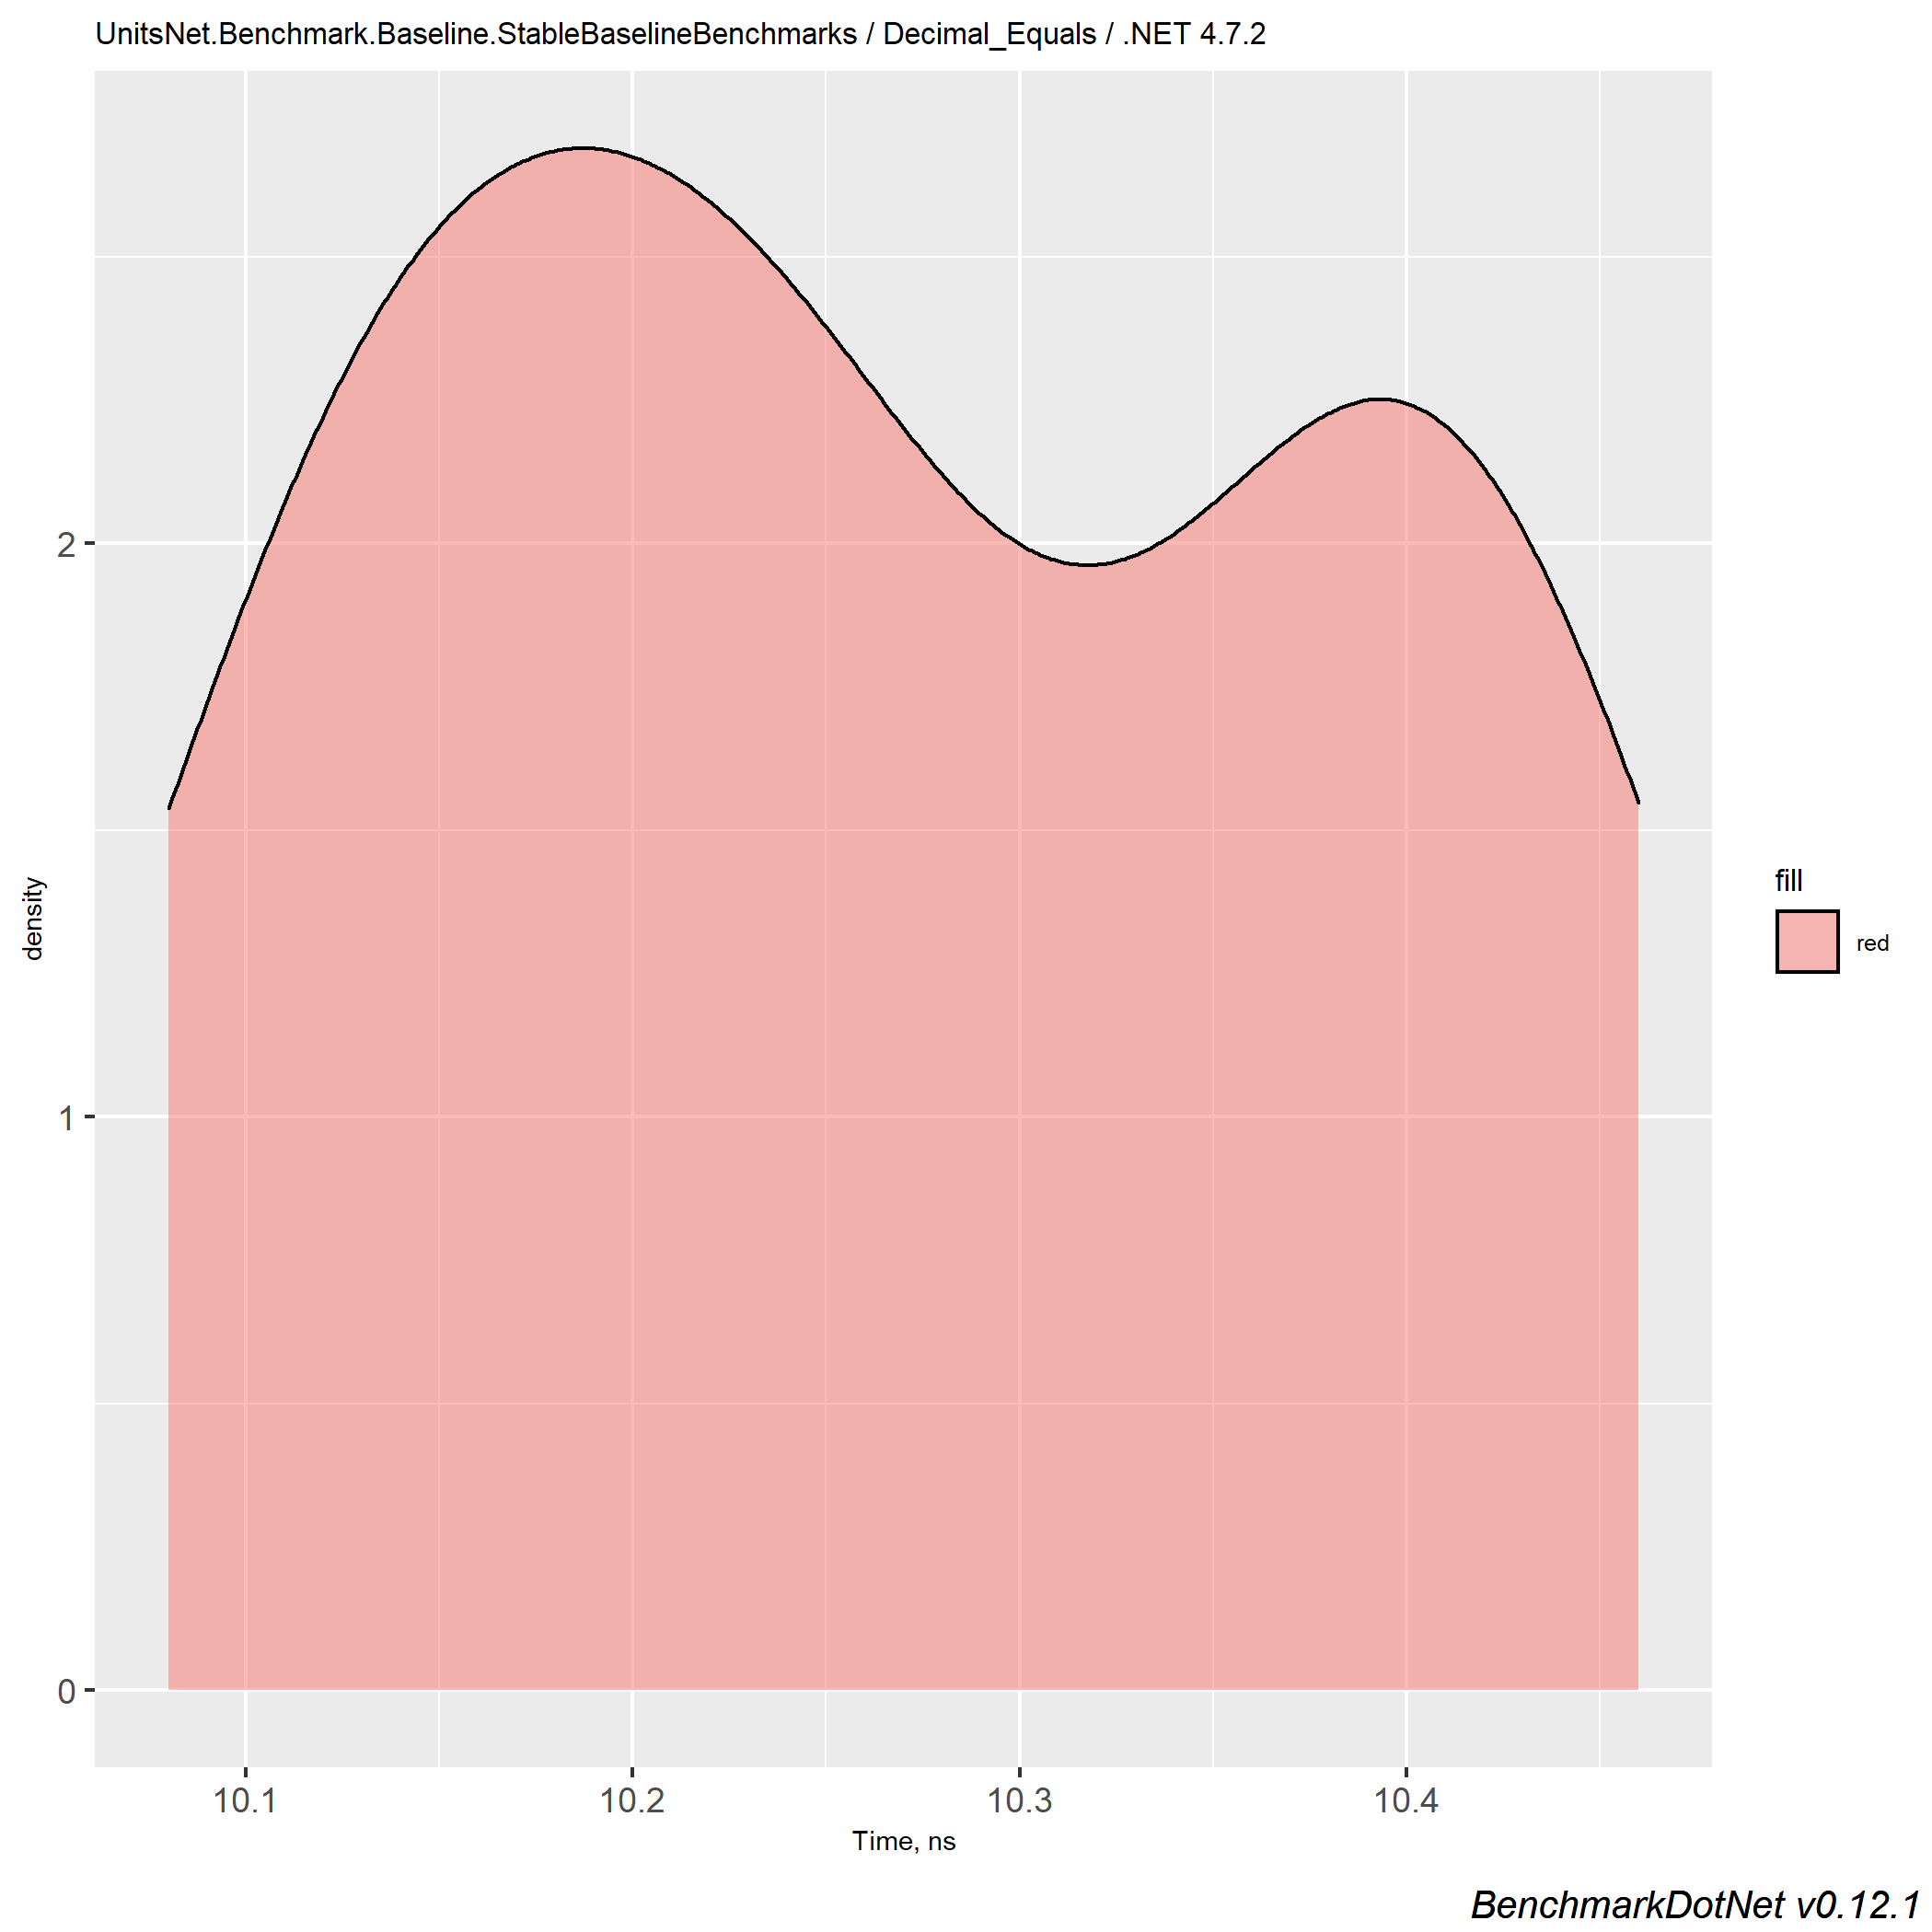 UnitsNet.Benchmark.Baseline.StableBaselineBenchmarks / Decimal_Equals / .NET 4.7.2
2
1
0
density
10.1 10.2 10.3 10.4
Time, ns
fill
red
BenchmarkDotNet v0.12.1